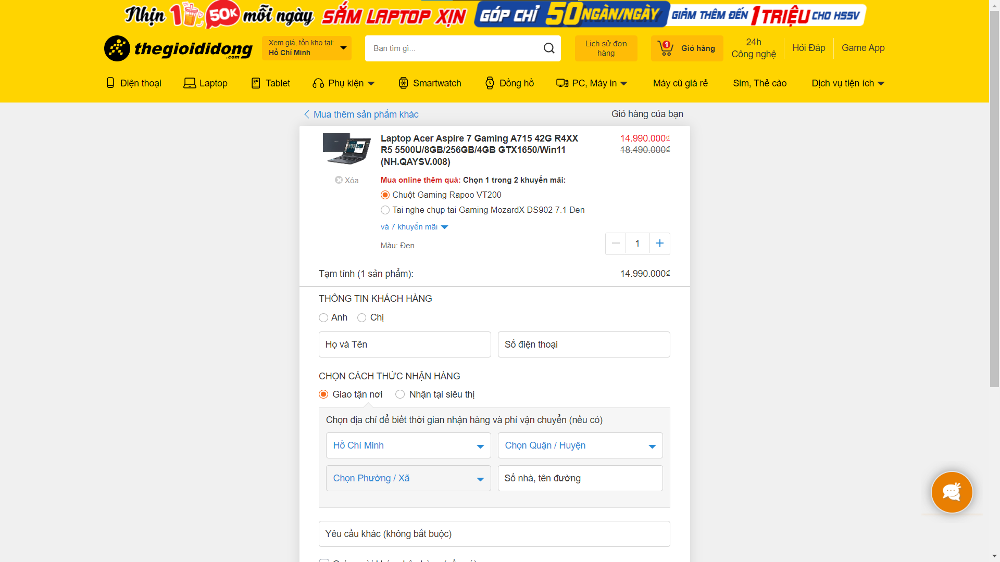 Nhịn 1 50K mỗi ngày SẮM LAPTOP XỊN GÓP CHỈ 50 NGÀN/NGÀY GIẢM THÊM ĐẾN 1 TRIỆU CHO HSSV
thegioididong.com
Xem giá, tồn kho tại:
Hồ Chí Minh
Bạn tìm gì...
Lịch sử đơn
hàng
1
Giỏ hàng
24h
Công nghệ
Hỏi Đáp
Game App
Điện thoại
Laptop
Tablet
Phụ kiện
Smartwatch
Đồng hồ
PC, Máy in
Máy cũ giá rẻ
Sim, Thẻ cào
Dịch vụ tiện ích
Mua thêm sản phẩm khác
Giỏ hàng của bạn
Laptop Acer Aspire 7 Gaming A715 42G R4XX
R5 5500U/8GB/256GB/4GB GTX1650/Win11
(NH.QAYSV.008)
14.990.000₫
18.490.000₫
Xóa
Mua online thêm quà: Chọn 1 trong 2 khuyến mãi:
Chuột Gaming Rapoo VT200
Tai nghe chụp tai Gaming MozardX DS902 7.1 Đen
và 7 khuyến mãi
Màu: Đen
1
Tạm tính (1 sản phẩm):
14.990.000₫
THÔNG TIN KHÁCH HÀNG
Anh
Chị
Họ và Tên
Số điện thoại
CHỌN CÁCH THỨC NHẬN HÀNG
Giao tận nơi
Nhận tại siêu thị
Chọn địa chỉ để biết thời gian nhận hàng và phí vận chuyển (nếu có)
Hồ Chí Minh
Chọn Quận / Huyện
Chọn Phường / Xã
Số nhà, tên đường
Yêu cầu khác (không bắt buộc)